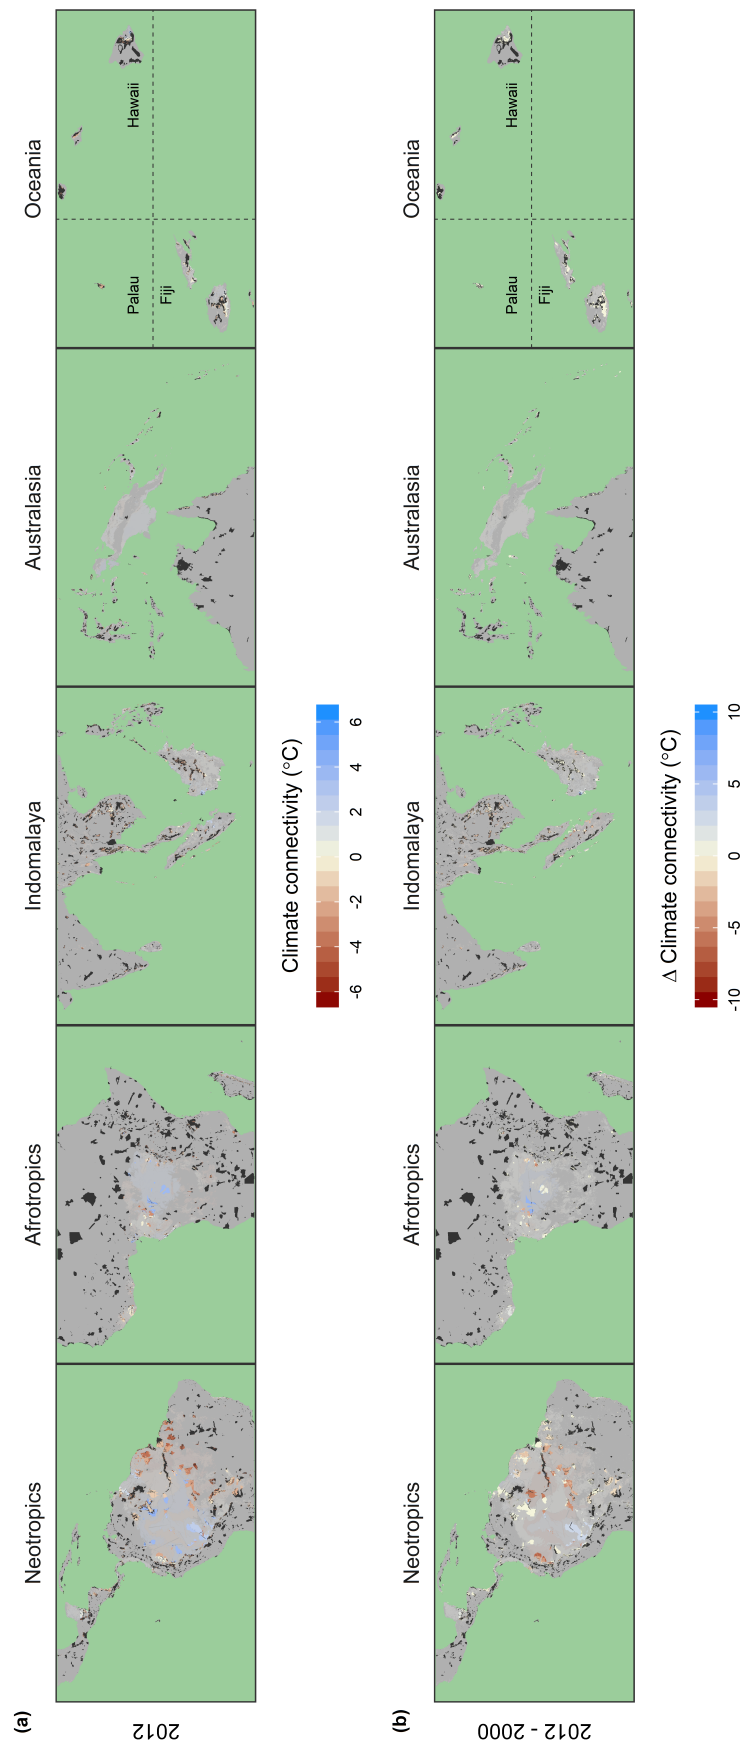 (a)
Neotropics
Afrotropics
Indomalaya
Australasia
Oceania
2012
Palau
Fiji
Hawaii
Climate connectivity (°C)
-6 -4 -2 0 2 4 6
(b)
Neotropics
Afrotropics
Indomalaya
Australasia
Oceania
2012 - 2000
Palau
Fiji
Hawaii
Δ Climate connectivity (°C)
-10 -5 0 5 10